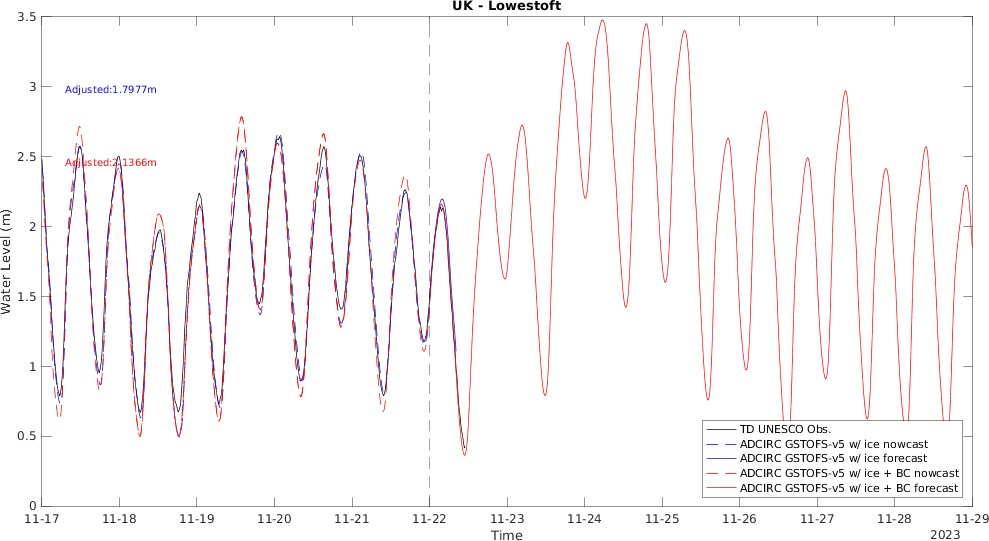 UK - Lowestoft
3.5
3
2.5
2
1.5
1
0.5
0
Water Level (m)
Adjusted:1.7977m
Adjusted:2.1366m
TD UNESCO Obs.
ADCIRC GSTOFS-v5 w/ ice nowcast
ADCIRC GSTOFS-v5 w/ ice forecast
ADCIRC GSTOFS-v5 w/ ice + BC nowcast
ADCIRC GSTOFS-v5 w/ ice + BC forecast
11-17 11-18 11-19 11-20 11-21 11-22 11-23 11-24 11-25 11-26 11-27 11-28 11-29
Time
2023